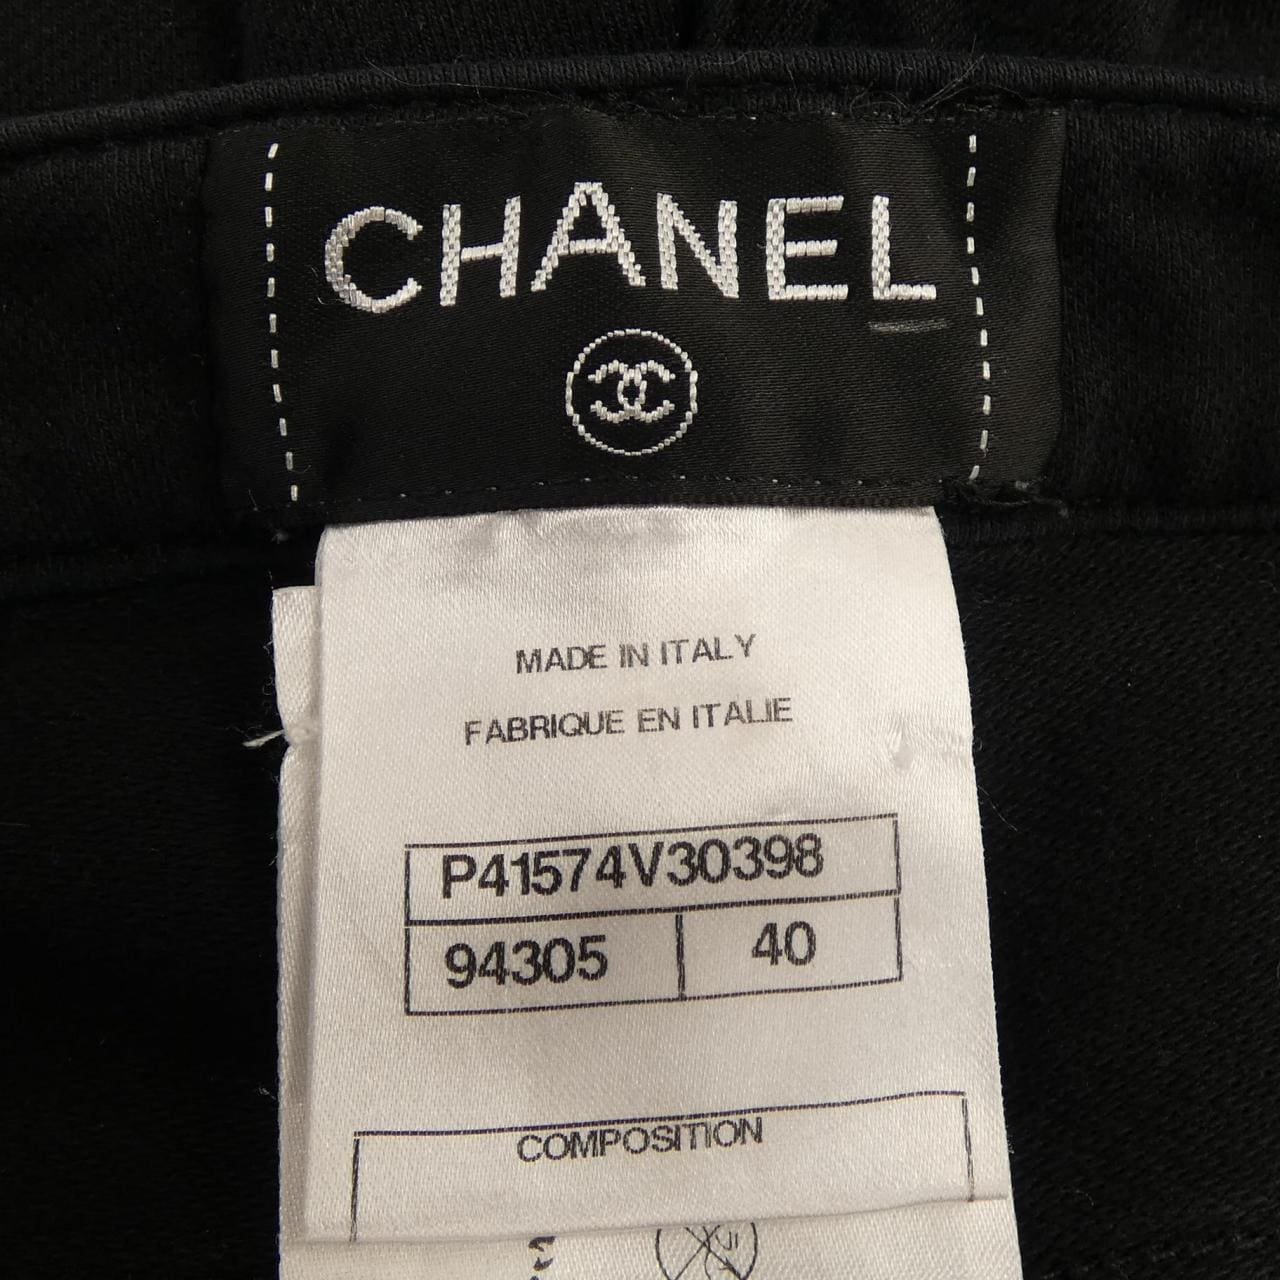 CHANEL
MADE IN ITALY
FABRIQUE EN ITALIE
P41574V30398
94305 40
COMPOSITION